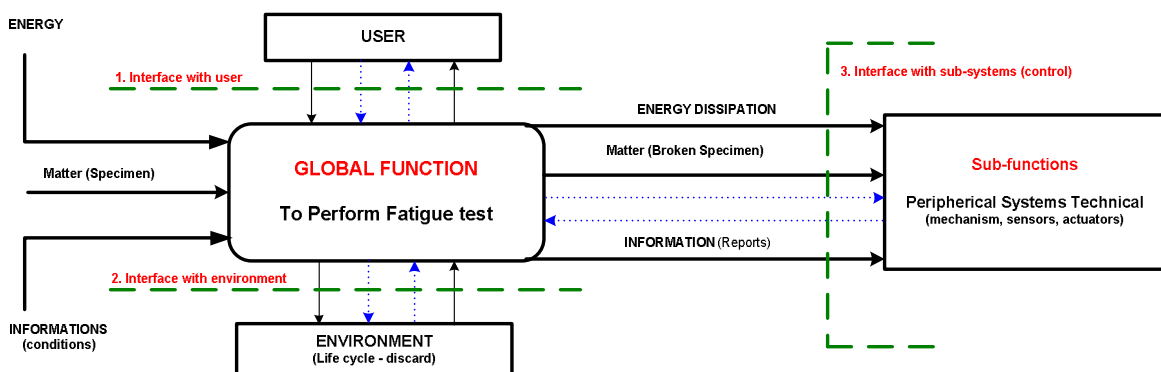 ENERGY
USER
1. Interface with user
3. Interface with sub-systems (control)
ENERGY DISSIPATION
Matter (Specimen)
GLOBAL FUNCTION
To Perform Fatigue test
Matter (Broken Specimen)
Sub-functions
Peripherical Systems Technical
(mechanism, sensors, actuators)
INFORMATION (Reports)
2. Interface with environment
INFORMATIONS
(conditions)
ENVIRONMENT
(Life cycle - discard)